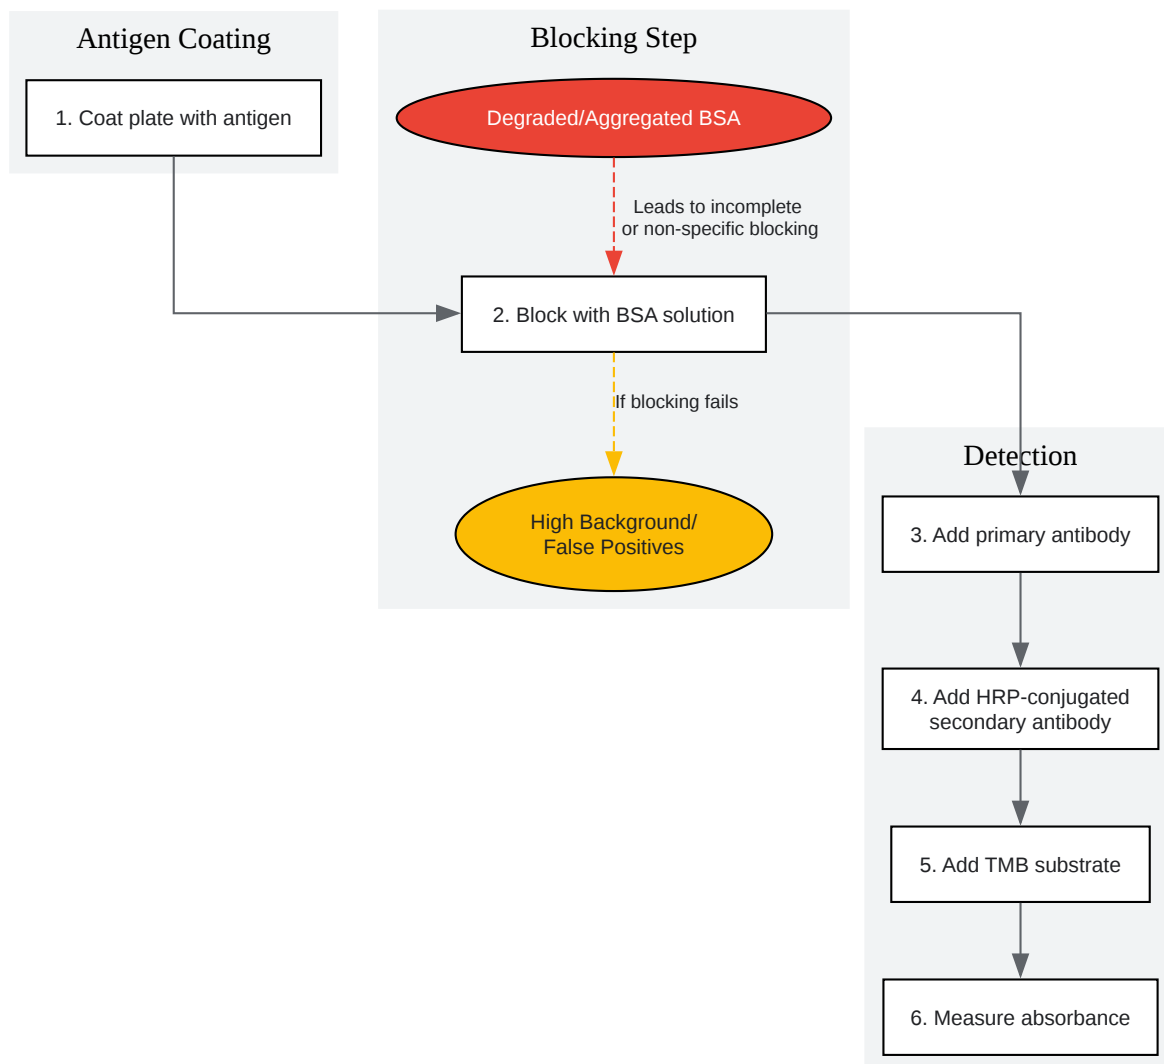 Antigen Coating
1. Coat plate with antigen
Blocking Step
Degraded/Aggregated BSA
Leads to incomplete
or non-specific blocking
2. Block with BSA solution
If blocking fails
High Background/
False Positives
Detection
3. Add primary antibody
4. Add HRP-conjugated
secondary antibody
5. Add TMB substrate
6. Measure absorbance